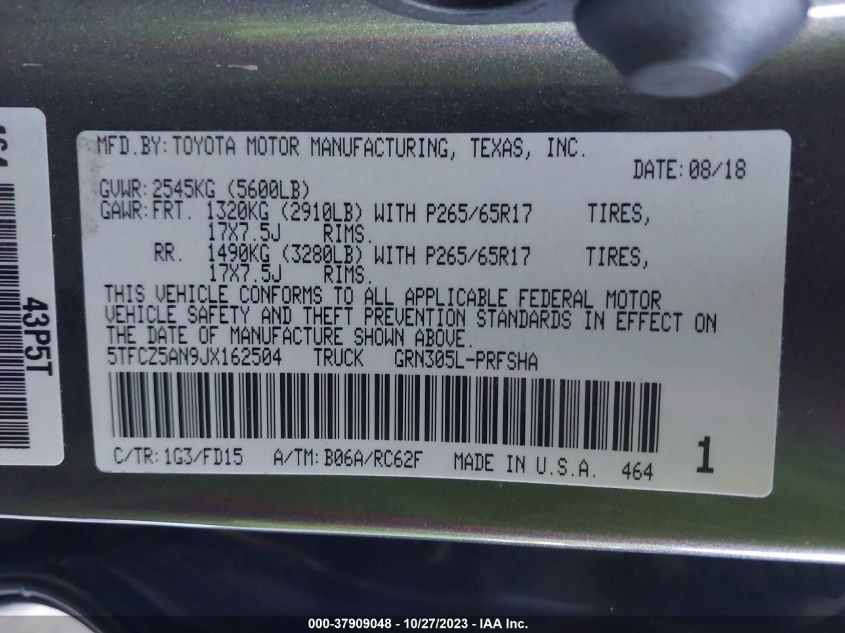 MFD.BY: TOYOTA MOTOR MANUFACTURING, TEXAS, INC.
DATE: 08/18
GVWR: 2545KG (5600LB)
GAWR: FRT. 1320KG (2910LB) WITH P265/65R17 TIRES,
17X7.5J RIMS.
RR. 1490KG (3280LB) WITH P265/65R17 TIRES,
17X7.5J RIMS.
THIS VEHICLE CONFORMS TO ALL APPLICABLE FEDERAL MOTOR
VEHICLE SAFETY AND THEFT PREVENTION STANDARDS IN EFFECT ON
THE DATE OF MANUFACTURE SHOWN ABOVE.
5TFCZ5AN9JX162504 TRUCK GRN305L-PRFSHA
C/TR: 1G3/FD15 A/TM: B06A/RC62F MADE IN U.S.A. 464
1
43P5T
000-37909048 - 10/27/2023 - IAA Inc.